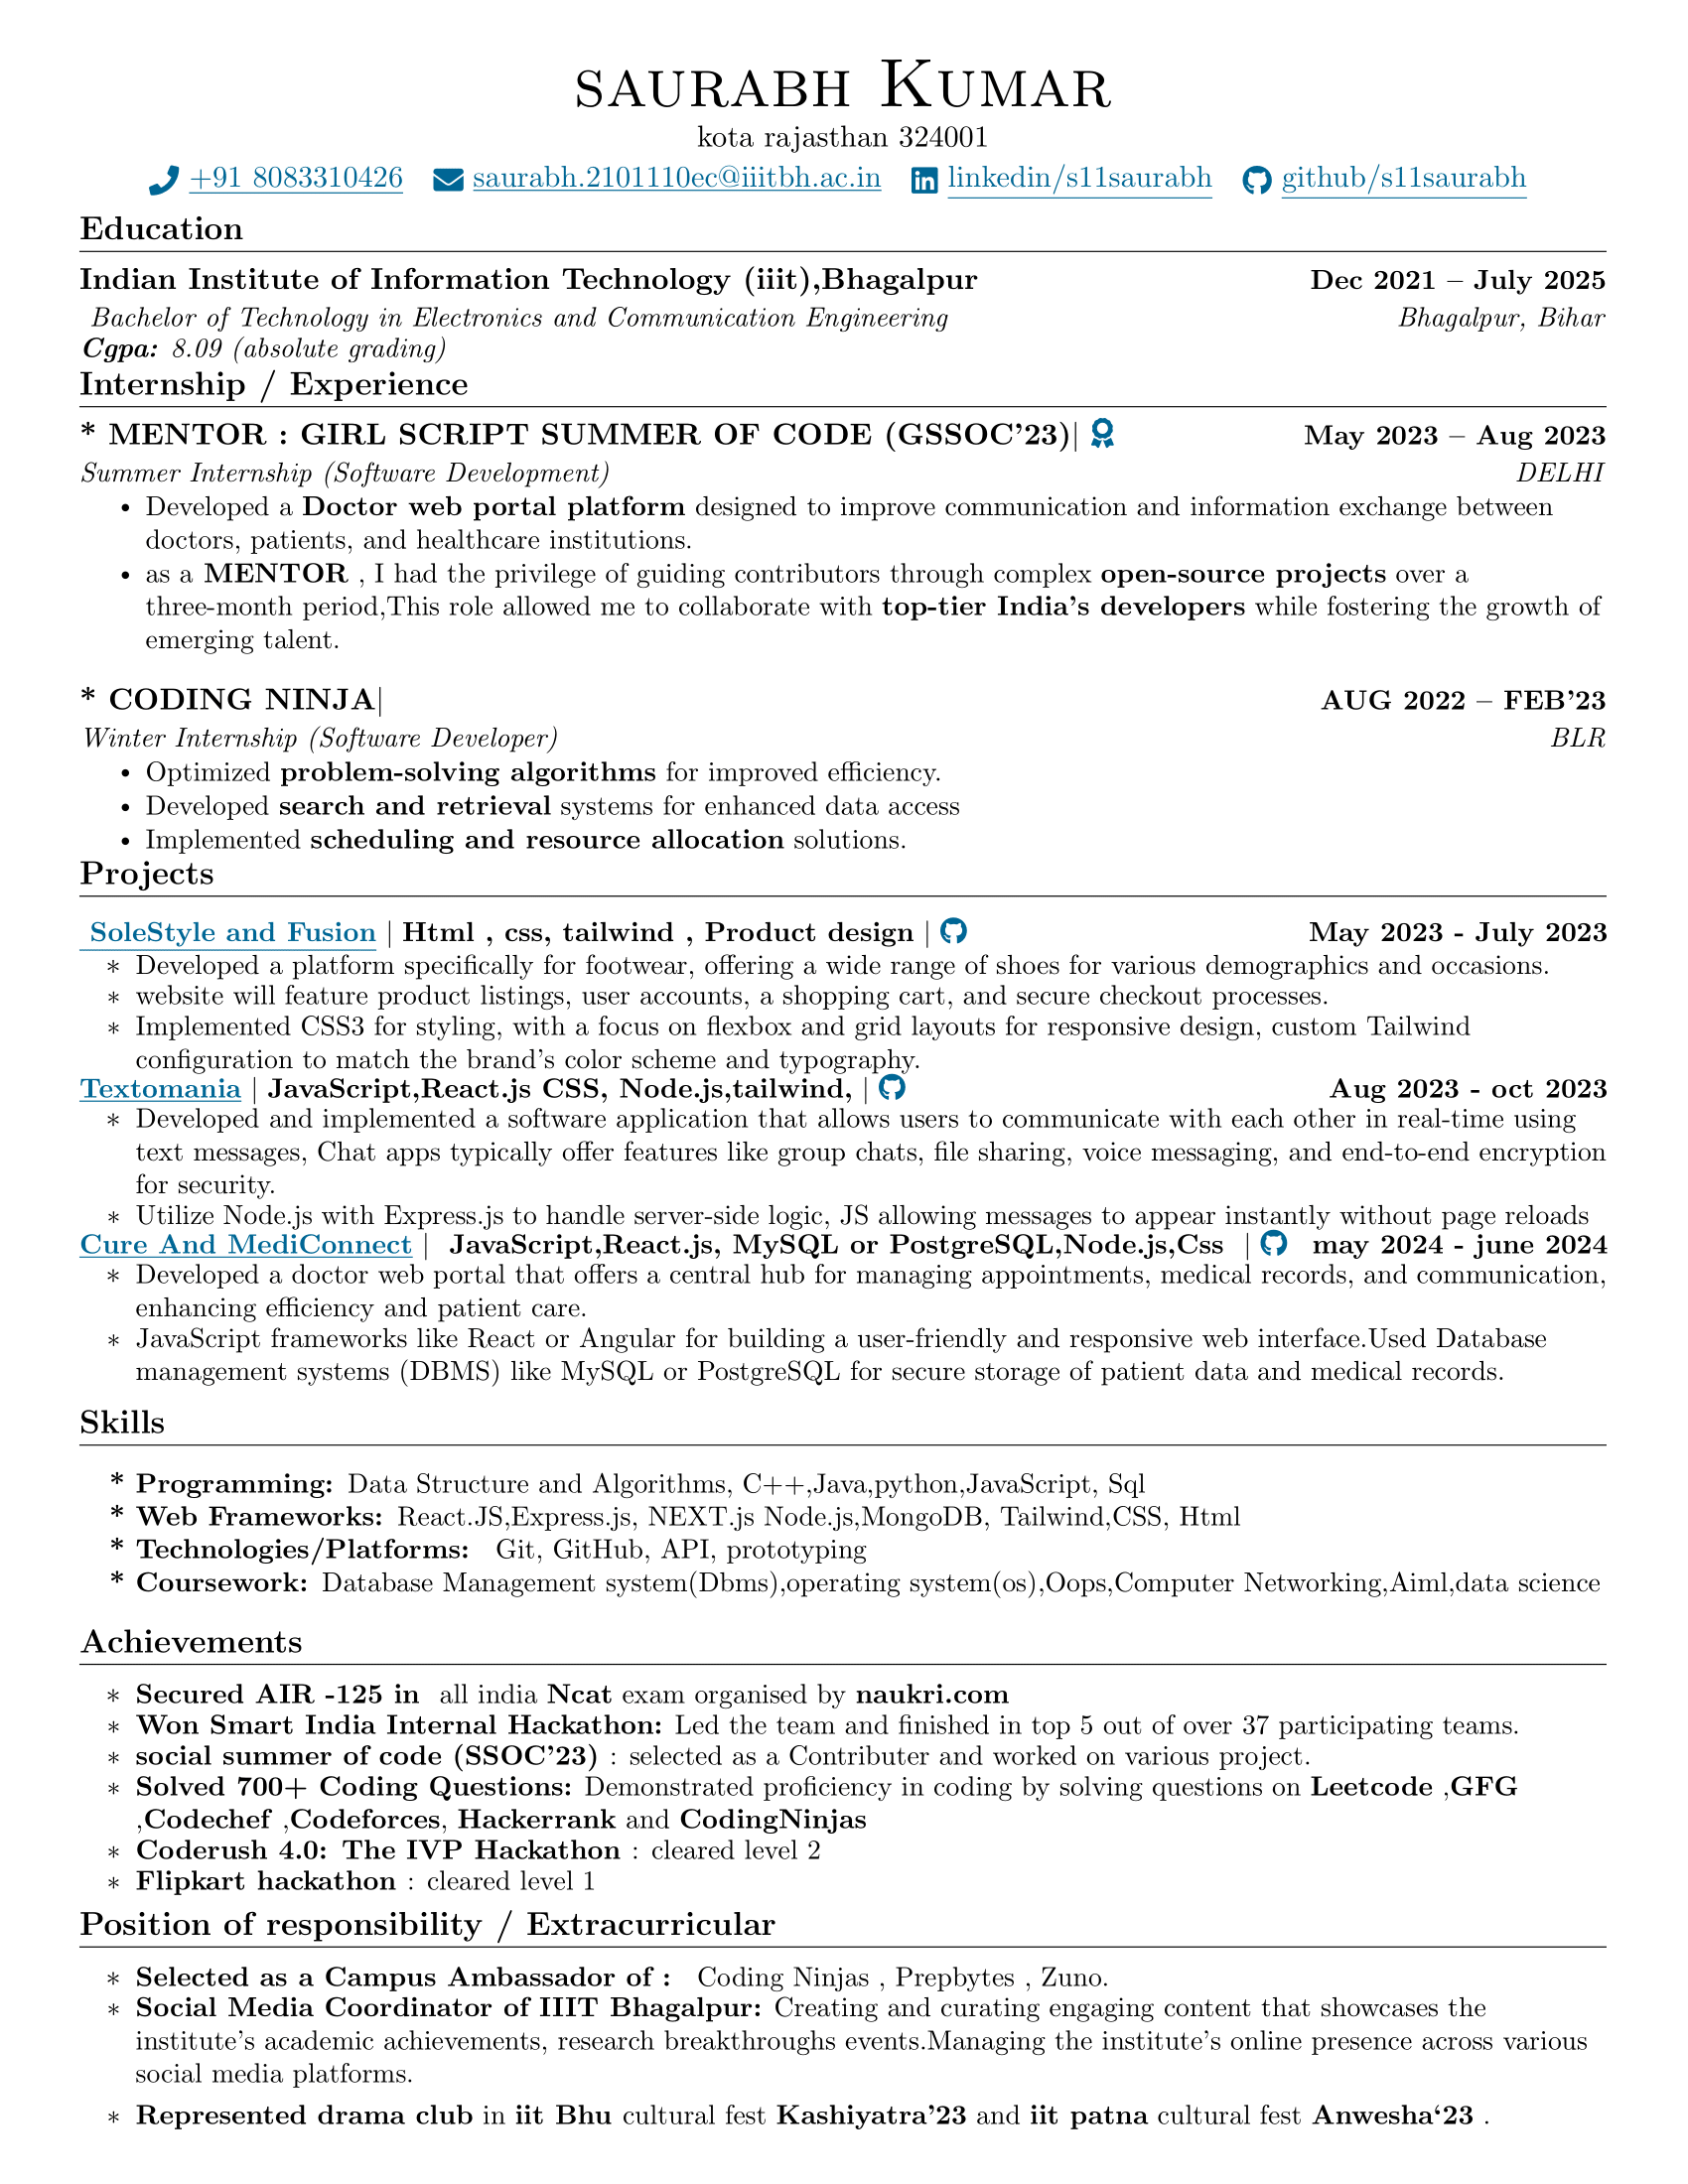 SAURABH KUMAR
kota rajasthan 324001
+91 8083310426 saurabh.2101110ec@iiitbh.ac.in linkedin/s11saurabh github/s11saurabh
Education
Indian Institute of Information Technology (iiit),Bhagalpur Dec 2021 – July 2025
Bachelor of Technology in Electronics and Communication Engineering Bhagalpur, Bihar
Cgpa: 8.09 (absolute grading)
Internship / Experience
* MENTOR : GIRL SCRIPT SUMMER OF CODE (GSSOC'23)| May 2023 – Aug 2023
Summer Internship (Software Development) DELHI
• Developed a Doctor web portal platform designed to improve communication and information exchange between
doctors, patients, and healthcare institutions.
• as a MENTOR , I had the privilege of guiding contributors through complex open-source projects over a
three-month period,This role allowed me to collaborate with top-tier India's developers while fostering the growth of
emerging talent.
* CODING NINJA| AUG 2022 – FEB'23
Winter Internship (Software Developer) BLR
• Optimized problem-solving algorithms for improved efficiency.
• Developed search and retrieval systems for enhanced data access
• Implemented scheduling and resource allocation solutions.
Projects
SoleStyle and Fusion | Html , css, tailwind , Product design | May 2023 - July 2023
∗ Developed a platform specifically for footwear, offering a wide range of shoes for various demographics and occasions.
∗ website will feature product listings, user accounts, a shopping cart, and secure checkout processes.
∗ Implemented CSS3 for styling, with a focus on flexbox and grid layouts for responsive design, custom Tailwind
configuration to match the brand's color scheme and typography.
Textomania | JavaScript,React.js CSS, Node.js,tailwind, | Aug 2023 - oct 2023
∗ Developed and implemented a software application that allows users to communicate with each other in real-time using
text messages, Chat apps typically offer features like group chats, file sharing, voice messaging, and end-to-end encryption
for security.
∗ Utilize Node.js with Express.js to handle server-side logic, JS allowing messages to appear instantly without page reloads
Cure And MediConnect | JavaScript,React.js, MySQL or PostgreSQL,Node.js,Css | may 2024 - june 2024
∗ Developed a doctor web portal that offers a central hub for managing appointments, medical records, and communication,
enhancing efficiency and patient care.
∗ JavaScript frameworks like React or Angular for building a user-friendly and responsive web interface.Used Database
management systems (DBMS) like MySQL or PostgreSQL for secure storage of patient data and medical records.
Skills
* Programming: Data Structure and Algorithms, C++,Java,python,JavaScript, Sql
* Web Frameworks: React.JS,Express.js, NEXT.js Node.js,MongoDB, Tailwind,CSS, Html
* Technologies/Platforms: Git, GitHub, API, prototyping
* Coursework: Database Management system(Dbms),operating system(os),Oops,Computer Networking,Aiml,data science
Achievements
∗ Secured AIR -125 in all india Ncat exam organised by naukri.com
∗ Won Smart India Internal Hackathon: Led the team and finished in top 5 out of over 37 participating teams.
∗ social summer of code (SSOC'23) : selected as a Contributer and worked on various project.
∗ Solved 700+ Coding Questions: Demonstrated proficiency in coding by solving questions on Leetcode ,GFG
,Codechef ,Codeforces, Hackerrank and CodingNinjas
∗ Coderush 4.0: The IVP Hackathon : cleared level 2
∗ Flipkart hackathon : cleared level 1
Position of responsibility / Extracurricular
∗ Selected as a Campus Ambassador of : Coding Ninjas , Prepbytes , Zuno.
∗ Social Media Coordinator of IIIT Bhagalpur: Creating and curating engaging content that showcases the
institute's academic achievements, research breakthroughs events.Managing the institute's online presence across various
social media platforms.
∗ Represented drama club in iit Bhu cultural fest Kashiyatra'23 and iit patna cultural fest Anwesha‘23 .